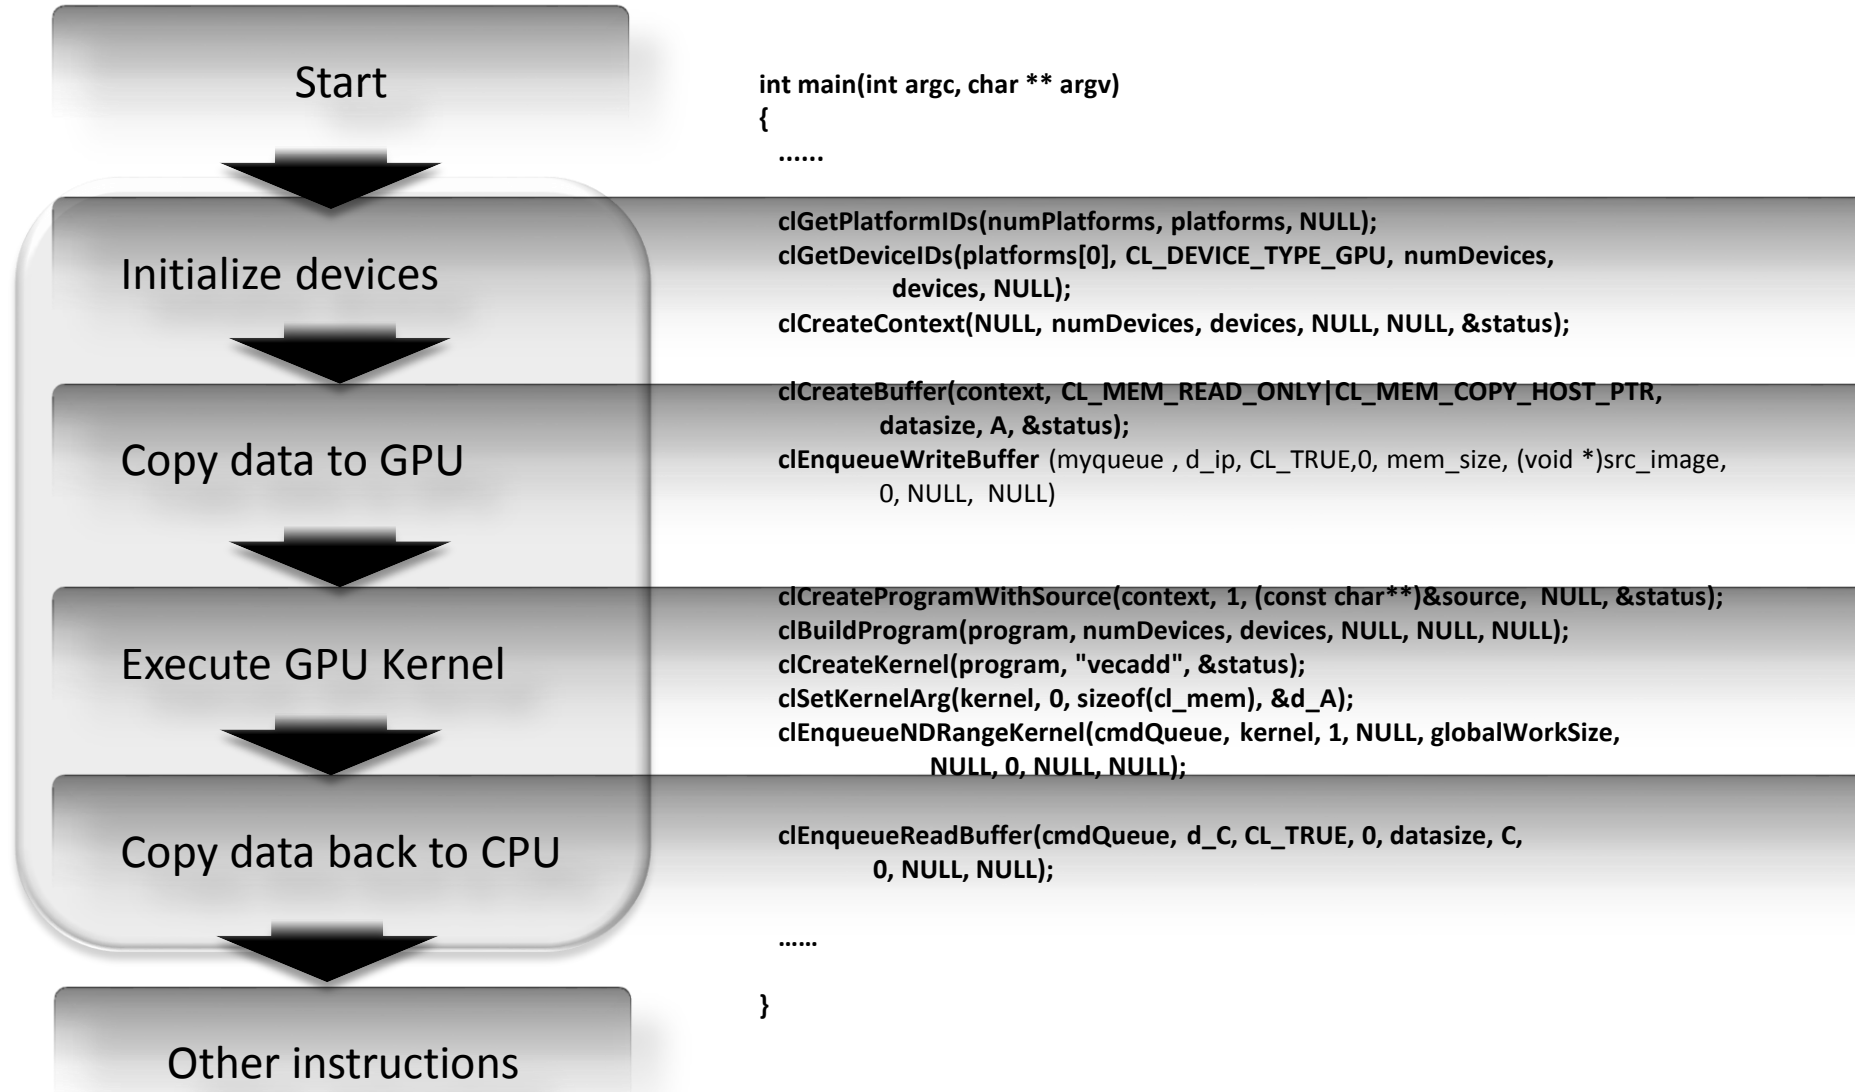 Start
int main(int argc, char ** argv)
{
......
Initialize devices
clGetPlatformIDs(numPlatforms, platforms, NULL);
clGetDeviceIDs(platforms[0], CL_DEVICE_TYPE_GPU, numDevices,
devices, NULL);
clCreateContext(NULL, numDevices, devices, NULL, NULL, &status);
Copy data to GPU
clCreateBuffer(context, CL_MEM_READ_ONLY|CL_MEM_COPY_HOST_PTR,
datasize, A, &status);
clEnqueueWriteBuffer (myqueue , d_ip, CL_TRUE,0, mem_size, (void *)src_image,
0, NULL, NULL)
Execute GPU Kernel
clCreateProgramWithSource(context, 1, (const char**)&source, NULL, &status);
clBuildProgram(program, numDevices, devices, NULL, NULL, NULL);
clCreateKernel(program, "vecadd", &status);
clSetKernelArg(kernel, 0, sizeof(cl_mem), &d_A);
clEnqueueNDRangeKernel(cmdQueue, kernel, 1, NULL, globalWorkSize,
NULL, 0, NULL, NULL);
Copy data back to CPU
clEnqueueReadBuffer(cmdQueue, d_C, CL_TRUE, 0, datasize, C,
0, NULL, NULL);
......
}
Other instructions